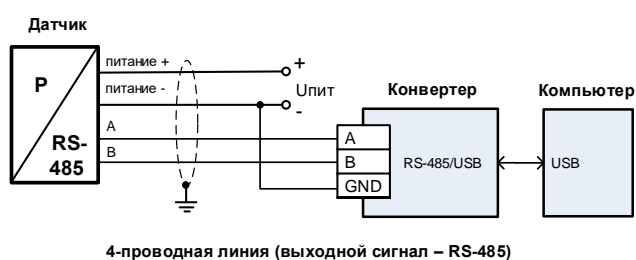 Датчик
P
RS-
485
питание +
питание -
A
B
+
Uпит
-
Конвертер
A
B
GND
RS-485/USB
Компьютер
USB
4-проводная линия (выходной сигнал – RS-485)